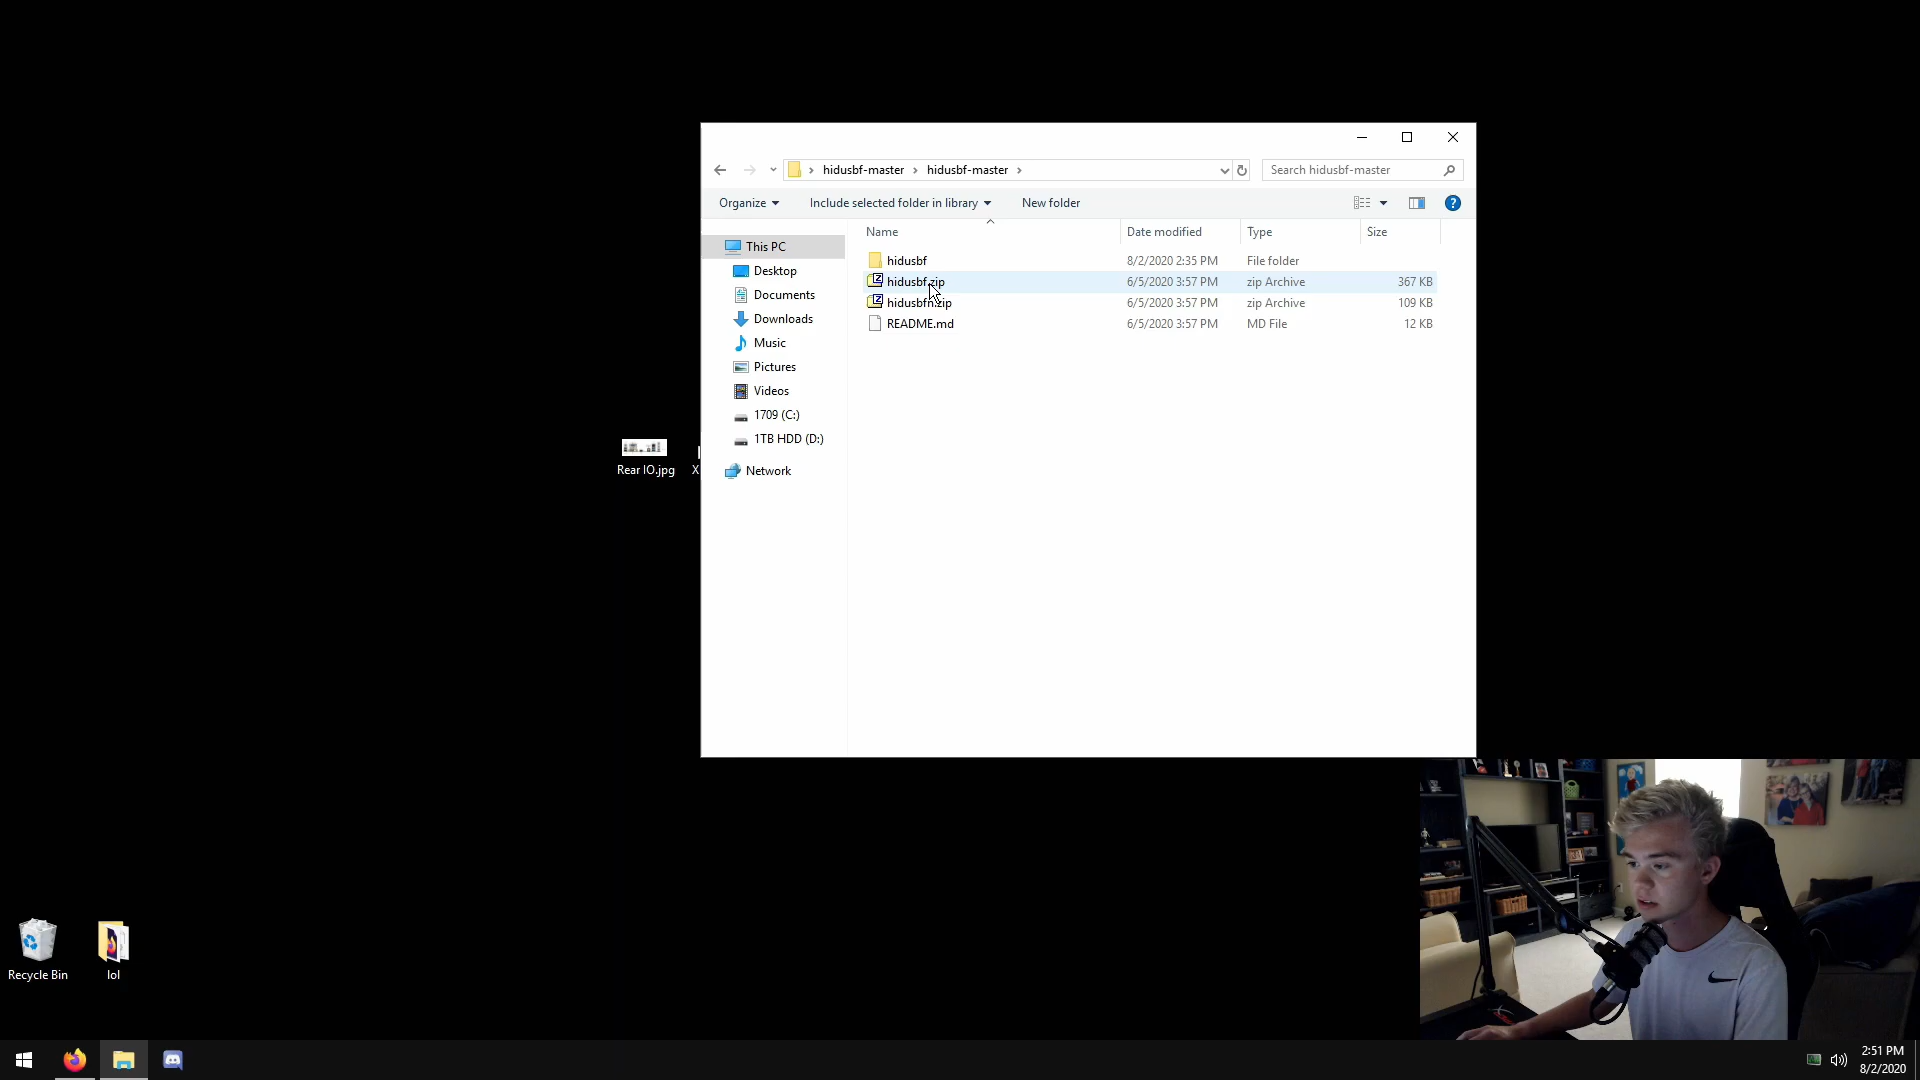 hidusbf-master
hidusbf-master
Search hidusbf-master
Organize
Include selected folder in library
New folder
Name
Date modified
Type
Size
This PC
Desktop
Documents
Downloads
Music
Pictures
Videos
1709 (C:)
1TB HDD (D:)
Network
hidusbf 8/2/2020 2:35 PM File folder
hidusbf.zip 6/5/2020 3:57 PM zip Archive 367 KB
hidusbfn.zip 6/5/2020 3:57 PM zip Archive 109 KB
README.md 6/5/2020 3:57 PM MD File 12 KB
Rear IO.jpg
X
Recycle Bin
lol
2:51 PM
8/2/2020